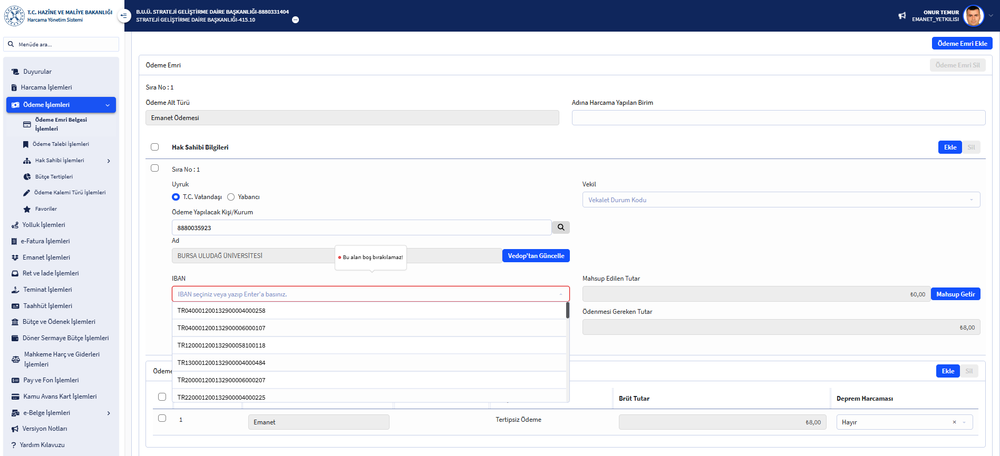 T.C. HAZİNE VE MALİYE BAKANLIĞI
Harcama Yönetim Sistemi
B.U.Ü. STRATEJİ GELİŞTİRME DAİRE BAŞKANLIĞI-8880331404
STRATEJİ GELİŞTİRME DAİRE BAŞKANLIĞI-415.10
ONUR TEMUR
EMANET_YETKILISI
Menüde ara...
Duyurular
Harcama İşlemleri
Ödeme İşlemleri
Ödeme Emri Belgesi
İşlemleri
Ödeme Talebi İşlemleri
Hak Sahibi İşlemleri
Bütçe Tertipleri
Ödeme Kalemi Türü İşlemleri
Favoriler
Yolluk İşlemleri
e-Fatura İşlemleri
Emanet İşlemleri
Ret ve İade İşlemleri
Teminat İşlemleri
Taahhüt İşlemleri
Bütçe ve Ödenek İşlemleri
Döner Sermaye Bütçe İşlemleri
Mahkeme Harç ve Giderleri
İşlemleri
Pay ve Fon İşlemleri
Kamu Avans Kart İşlemleri
e-Belge İşlemleri
Versiyon Notları
? Yardım Kılavuzu
Ödeme Emri Ekle
Ödeme Emri
Ödeme Emri Sil
Sıra No : 1
Ödeme Alt Türü
Adına Harcama Yapılan Birim
Emanet Ödemesi
Hak Sahibi Bilgileri
Ekle
Sil
Sıra No : 1
Uyruk
Vekil
T.C. Vatandaşı
Yabancı
Vekalet Durum Kodu
Ödeme Yapılacak Kişi/Kurum
8880035923
Ad
BURSA ULUDAĞ ÜNİVERSİTESİ
Bu alan boş bırakılamaz!
Vedop'tan Güncelle
IBAN
Mahsup Edilen Tutar
IBAN seçiniz veya yazıp Enter'a basınız.
₺0,00
Mahsup Getir
TR040001200132900004000258
Ödenmesi Gereken Tutar
TR040001200132900006000107
₺8,00
TR120001200132900058100118
TR130001200132900004000484
TR200001200132900006000207
TR220001200132900004000225
Ödeme
Ekle
Sil
Brüt Tutar
Deprem Harcaması
1
Emanet
Tertipsiz Ödeme
₺8,00
Hayır